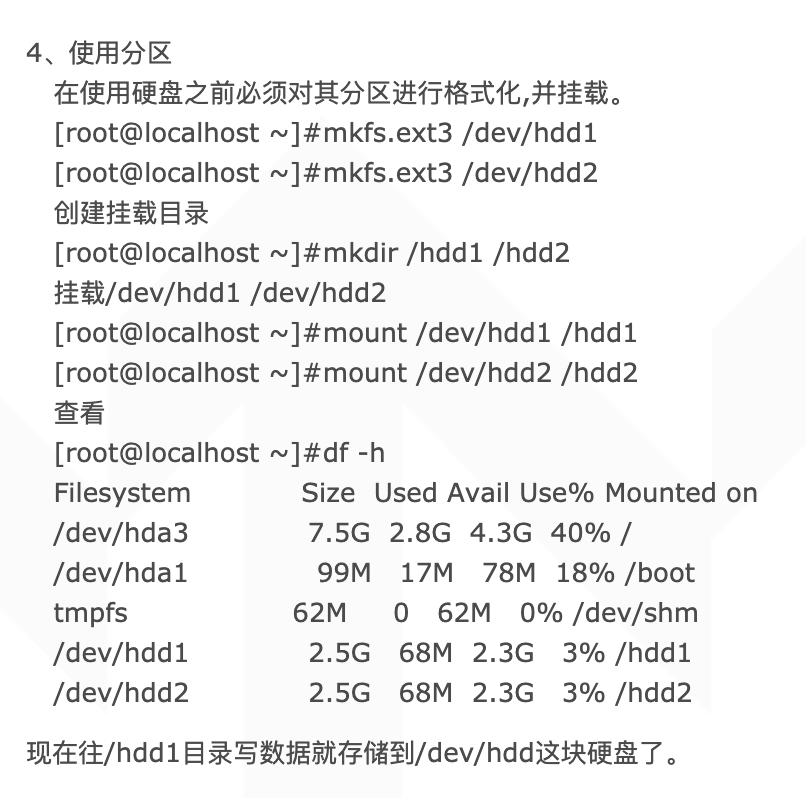 4、使用分区
在使用硬盘之前必须对其分区进行格式化,并挂载。
[root@localhost ~]#mkfs.ext3 /dev/hdd1
[root@localhost ~]#mkfs.ext3 /dev/hdd2
创建挂载目录
[root@localhost ~]#mkdir /hdd1 /hdd2
挂载/dev/hdd1 /dev/hdd2
[root@localhost ~]#mount /dev/hdd1 /hdd1
[root@localhost ~]#mount /dev/hdd2 /hdd2
查看
[root@localhost ~]#df -h
Filesystem Size Used Avail Use% Mounted on
/dev/hda3 7.5G 2.8G 4.3G 40% /
/dev/hda1 99M 17M 78M 18% /boot
tmpfs 62M 0 62M 0% /dev/shm
/dev/hdd1 2.5G 68M 2.3G 3% /hdd1
/dev/hdd2 2.5G 68M 2.3G 3% /hdd2
现在往/hdd1目录写数据就存储到/dev/hdd这块硬盘了。